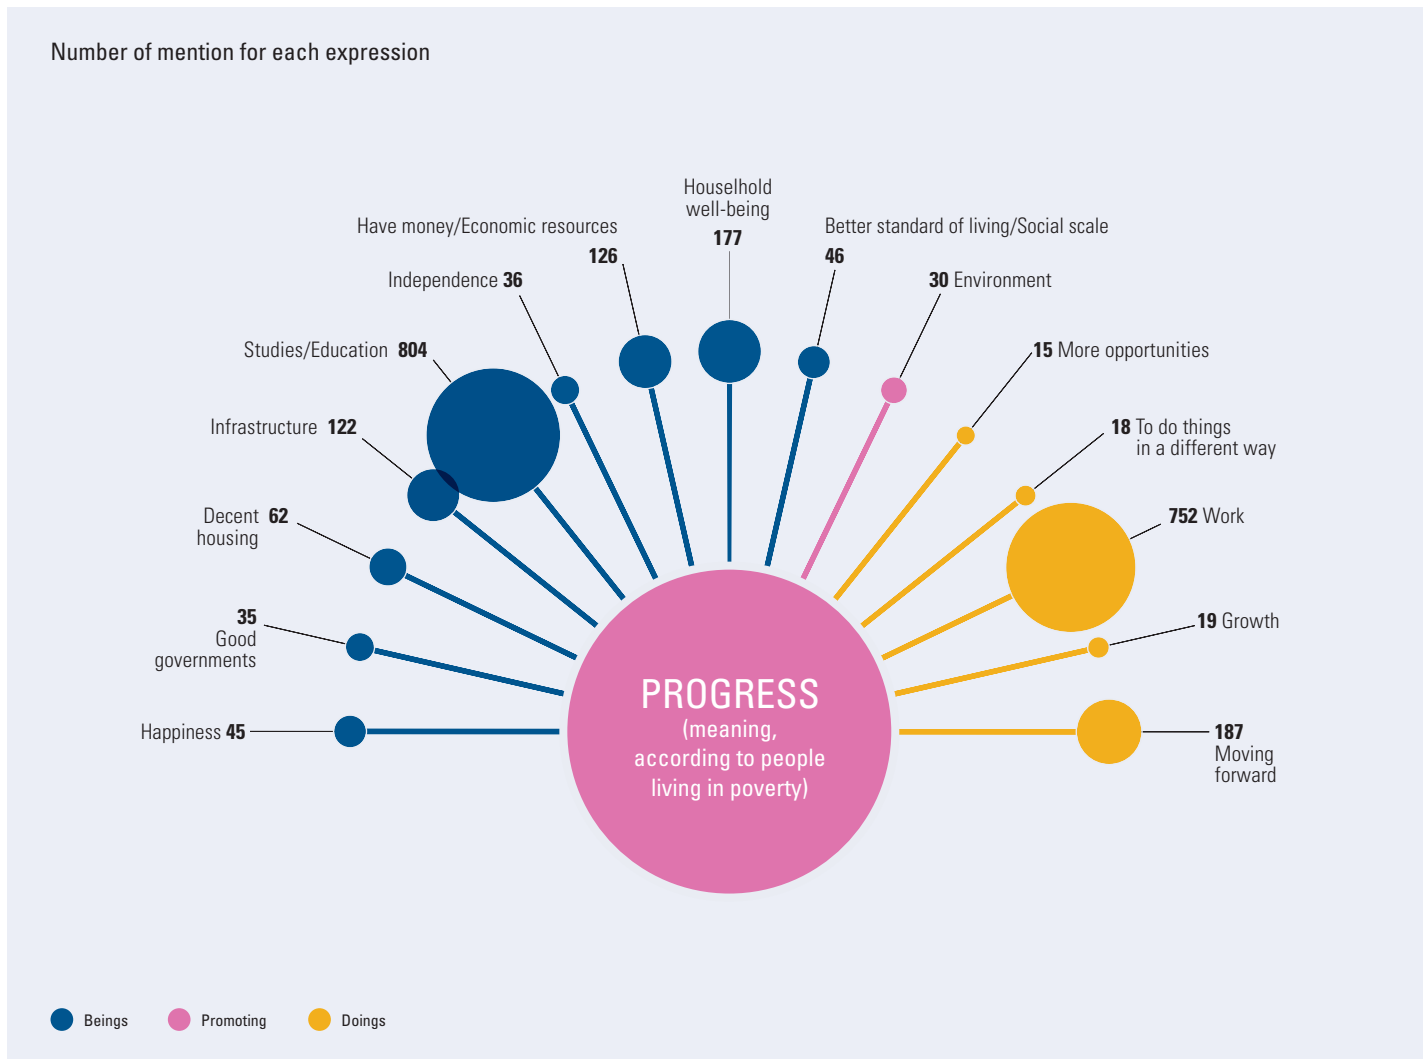 Number of mention for each expression
Houselhold
well-being
177
Have money/Economic resources
126
Better standard of living/Social scale
46
Independence 36
30 Environment
Studies/Education 804
15 More opportunities
Infrastructure 122
18 To do things
in a different way
Decent 62
housing
752 Work
35
Good
governments
19 Growth
Happiness 45
187
Moving
forward
PROGRESS
(meaning,
according to people
living in poverty)
Beings
Promoting
Doings